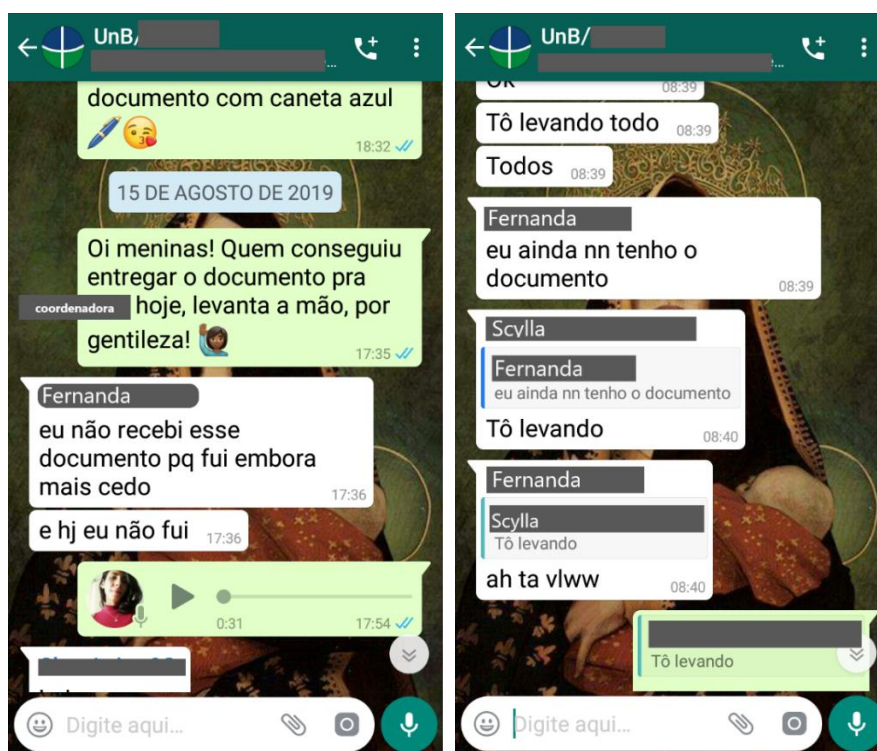 UnB/
...
documento com caneta azul
18:32
15 DE AGOSTO DE 2019
Oi meninas! Quem conseguiu
entregar o documento pra
coordenadora hoje, levanta a mão, por
gentileza!
17:35
Fernanda
eu não recebi esse
documento pq fui embora
mais cedo
17:36
e hj eu não fui 17:36
0:31 17:54
Digite aqui...
UnB/
...
08:39
Tô levando todo 08:39
Todos 08:39
Fernanda
eu ainda nn tenho o
documento
08:39
Scylla
Fernanda
eu ainda nn tenho o documento
Tô levando 08:40
Fernanda
Scylla
Tô levando
ah ta vlww 08:40
Tô levando
Digite aqui...